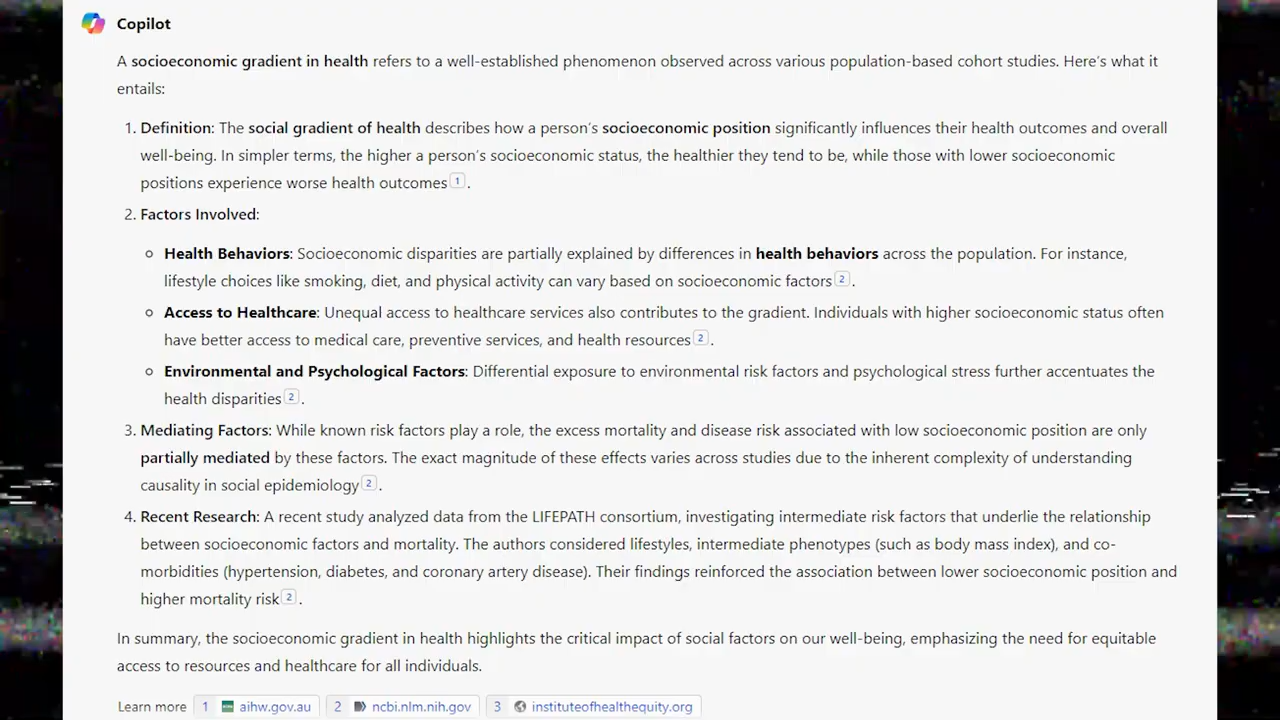 Copilot
A socioeconomic gradient in health refers to a well-established phenomenon observed across various population-based cohort studies. Here's what it
entails:
1. Definition: The social gradient of health describes how a person's socioeconomic position significantly influences their health outcomes and overall
well-being. In simpler terms, the higher a person's socioeconomic status, the healthier they tend to be, while those with lower socioeconomic
positions experience worse health outcomes 1 .
2. Factors Involved:
○ Health Behaviors: Socioeconomic disparities are partially explained by differences in health behaviors across the population. For instance,
lifestyle choices like smoking, diet, and physical activity can vary based on socioeconomic factors 2 .
○ Access to Healthcare: Unequal access to healthcare services also contributes to the gradient. Individuals with higher socioeconomic status often
have better access to medical care, preventive services, and health resources 2 .
○ Environmental and Psychological Factors: Differential exposure to environmental risk factors and psychological stress further accentuates the
health disparities 2 .
3. Mediating Factors: While known risk factors play a role, the excess mortality and disease risk associated with low socioeconomic position are only
partially mediated by these factors. The exact magnitude of these effects varies across studies due to the inherent complexity of understanding
causality in social epidemiology 2 .
4. Recent Research: A recent study analyzed data from the LIFEPATH consortium, investigating intermediate risk factors that underlie the relationship
between socioeconomic factors and mortality. The authors considered lifestyles, intermediate phenotypes (such as body mass index), and co-
morbidities (hypertension, diabetes, and coronary artery disease). Their findings reinforced the association between lower socioeconomic position and
higher mortality risk 2 .
In summary, the socioeconomic gradient in health highlights the critical impact of social factors on our well-being, emphasizing the need for equitable
access to resources and healthcare for all individuals.
Learn more 1 aihw.gov.au 2 ncbi.nlm.nih.gov 3 instituteofhealthequity.org